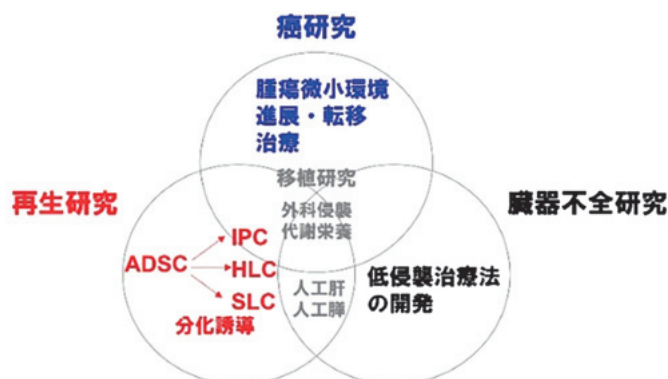 癌研究
腫瘍微小環境
進展・転移
治療
移植研究
再生研究
臓器不全研究
外科侵襲
代謝栄養
ADSC
IPC
HLC
SLC
分化誘導
人工肝
人工膵
低侵襲治療法
の開発